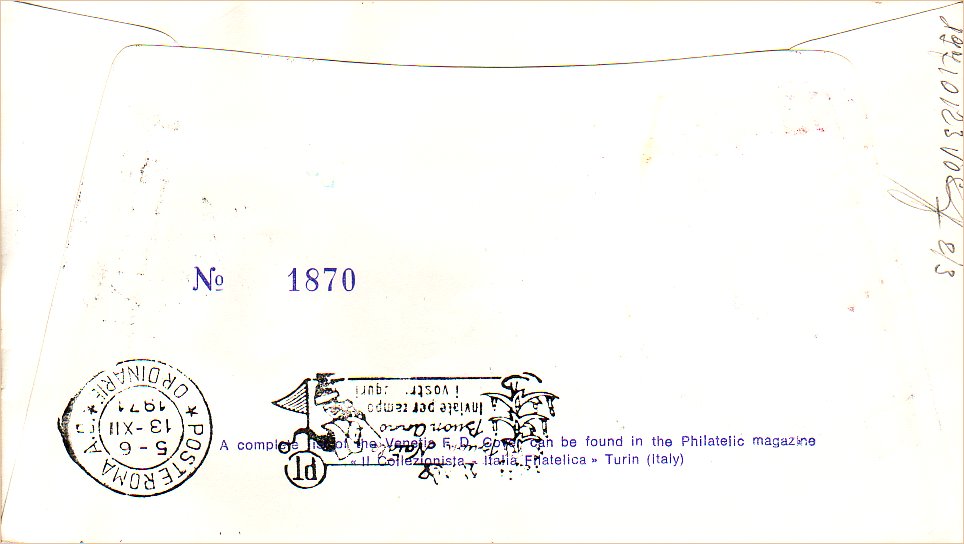 No 1870
A complete list of the Venetia F.D. Cover can be found in the Philatelic magazine
« Il Collezionista - Italia Filatelica » Turin (Italy)
POSTE ROMA
ORDINARIE
5-6
13-XII
1971
i vostri auguri
Inviate per tempo
Buon anno
PT